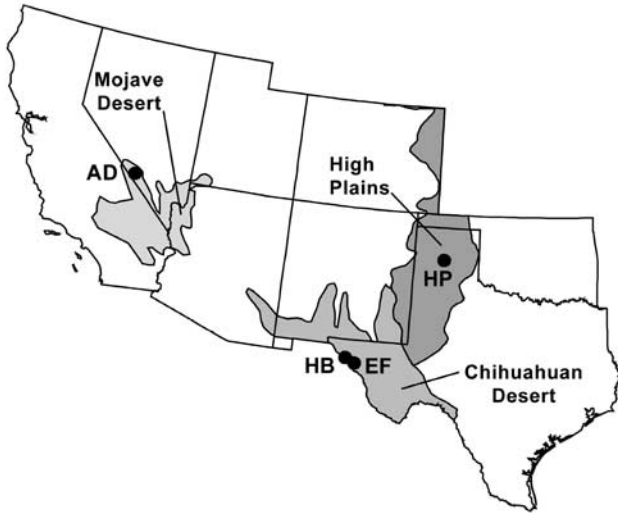 Mojave
Desert
AD
High
Plains
HP
HB
EF
Chihuahuan
Desert